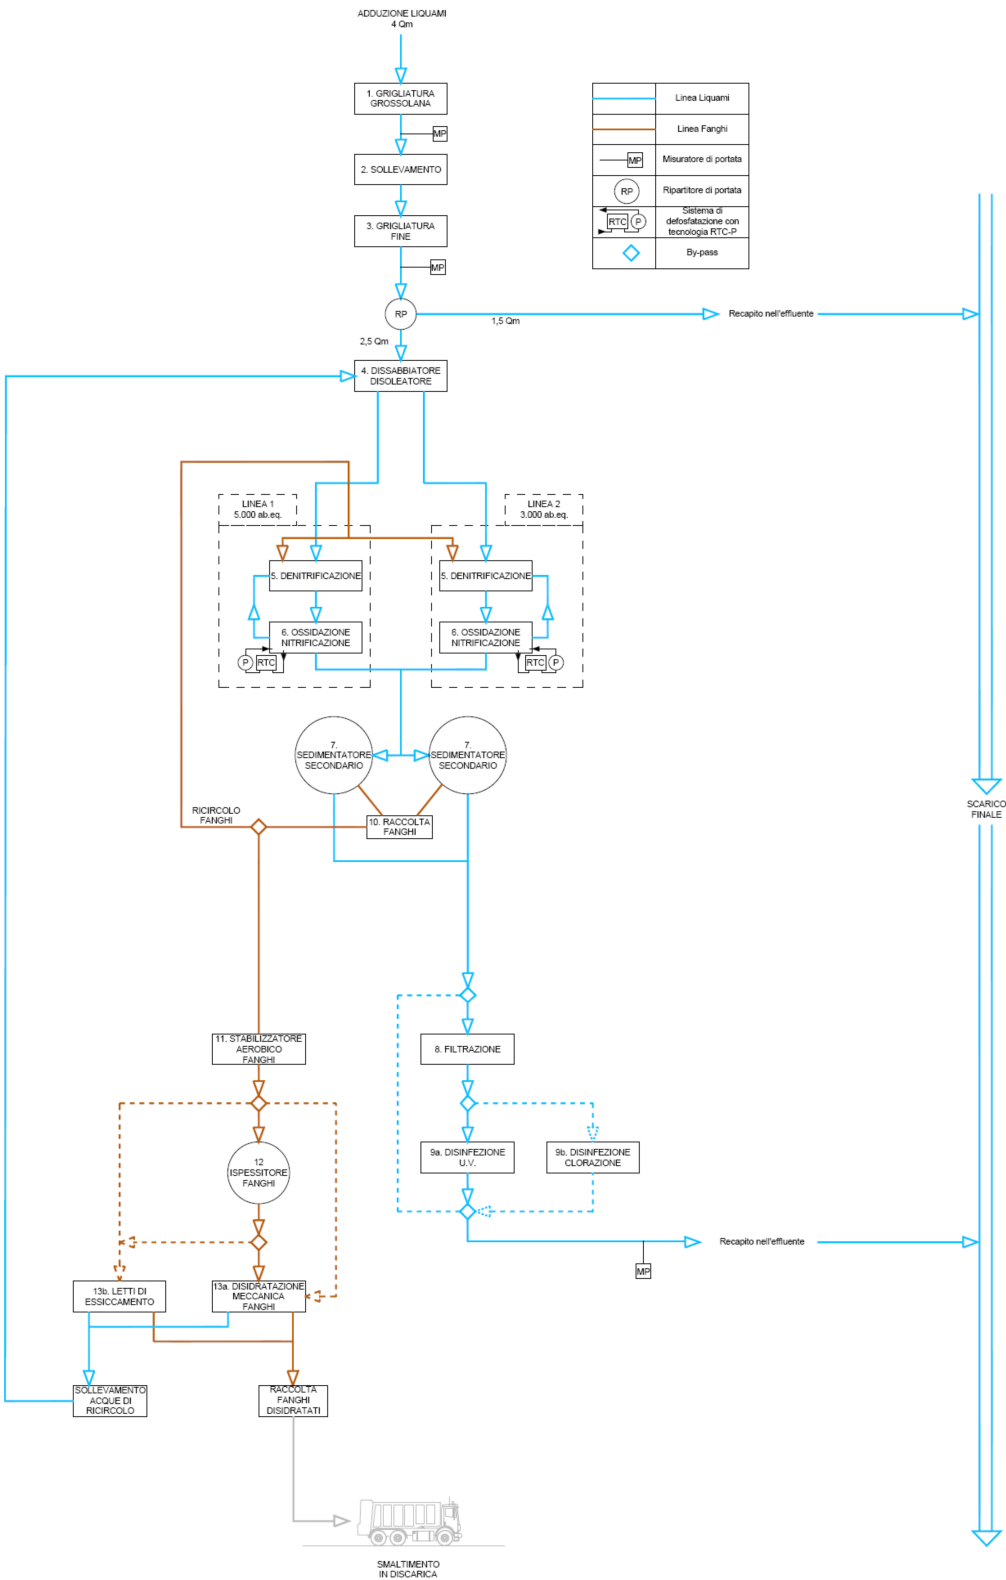 ADDUZIONE LIQUAMI
4 Qm
1. GRIGLIATURA
GROSSOLANA
MP
2. SOLLEVAMENTO
3. GRIGLIATURA
FINE
MP
Linea Liquami
Linea Fanghi
MP
Misuratore di portata
RP
Ripartitore di portata
RTC
P
Sistema di
defosfatazione con
tecnologia RTC-P
By-pass
RP
1,5 Qm
Recapito nell'effluente
2,5 Qm
4. DISSABBIATORE
DISOLEATORE
LINEA 1
5.000 ab.eq.
LINEA 2
3.000 ab.eq.
5. DENITRIFICAZIONE
5. DENITRIFICAZIONE
6. OSSIDAZIONE
NITRIFICAZIONE
6. OSSIDAZIONE
NITRIFICAZIONE
P
RTC
RTC
P
7.
SEDIMENTATORE
SECONDARIO
7.
SEDIMENTATORE
SECONDARIO
SCARICO
FINALE
RICIRCOLO
FANGHI
10. RACCOLTA
FANGHI
11. STABILIZZATORE
AEROBICO
FANGHI
8. FILTRAZIONE
12
ISPESSITORE
FANGHI
9a. DISINFEZIONE
U.V.
9b. DISINFEZIONE
CLORAZIONE
Recapito nell'effluente
MP
13b. LETTI DI
ESSICCAMENTO
13a. DISIDRATAZIONE
MECCANICA
FANGHI
SOLLEVAMENTO
ACQUE DI
RICIRCOLO
RACCOLTA
FANGHI
DISIDRATATI
SMALTIMENTO
IN DISCARICA